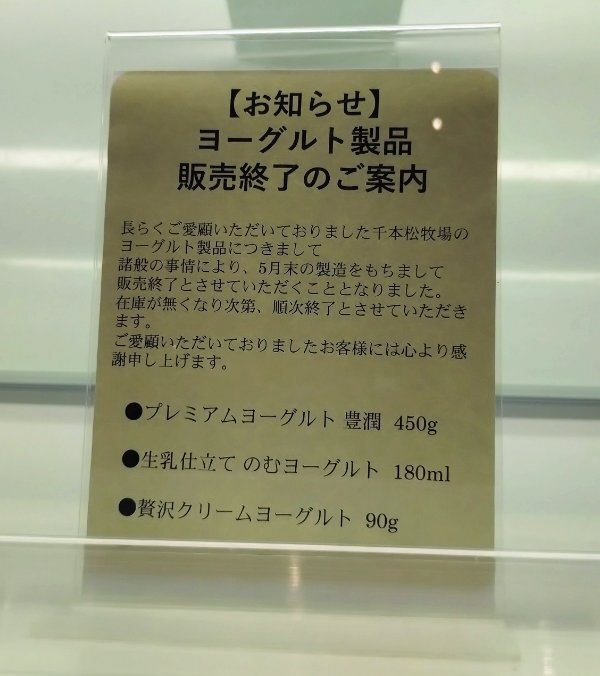 【お知らせ】
ヨーグルト製品
販売終了のご案内
長らくご愛顧いただいておりました千本松牧場の
ヨーグルト製品につきまして
諸般の事情により、5月末の製造をもちまして
販売終了とさせていただくこととなりました。
在庫が無くなり次第、順次終了とさせていただき
ます。
ご愛顧いただいておりましたお客様には心より感
謝申し上げます。
●プレミアムヨーグルト 豊潤 450g
●生乳仕立て のむヨーグルト 180ml
●贅沢クリームヨーグルト 90g